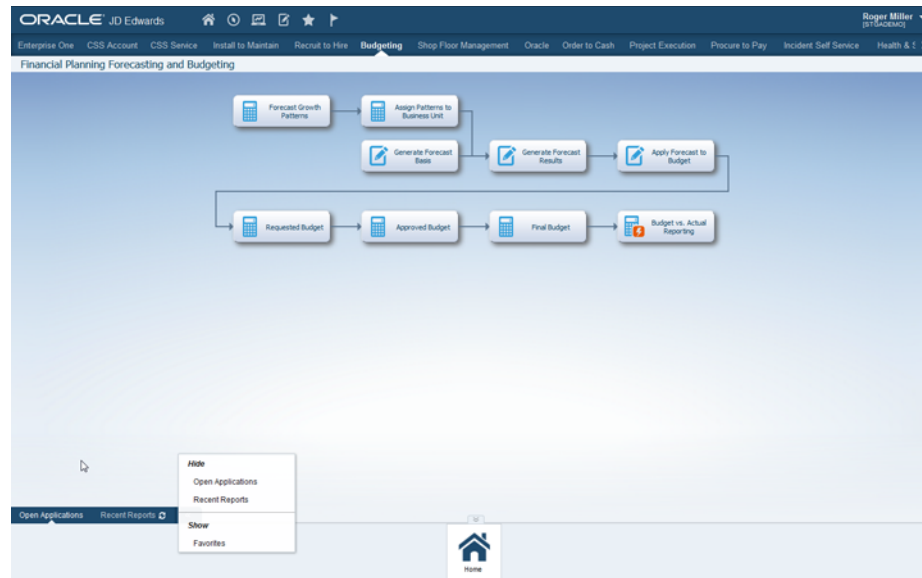 ORACLE JD Edwards
Roger Miller
[STGADEMO]
Enterprise One CSS Account CSS Service Install to Maintain Recruit to Hire Budgeting Shop Floor Management Oracle Order to Cash Project Execution Procure to Pay Incident Self Service Health & S
Financial Planning Forecasting and Budgeting
Forecast Growth
Patterns
Assign Patterns to
Business Unit
Generate Forecast
Basis
Generate Forecast
Results
Apply Forecast to
Budget
Requested Budget
Approved Budget
Final Budget
Budget vs. Actual
Reporting
Hide
Open Applications
Recent Reports
Show
Favorites
Open Applications Recent Reports
Home